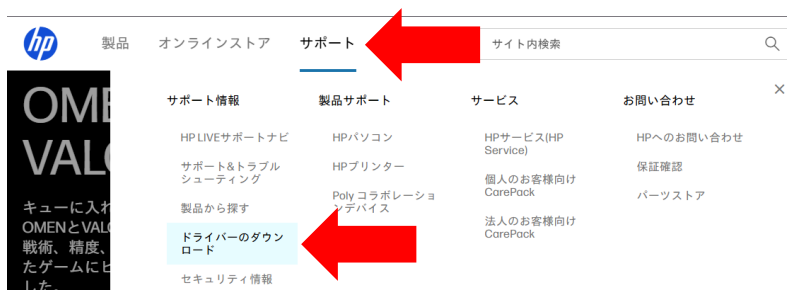 hp
製品
オンラインストア
サポート
サイト内検索
OME
VAL
キューに入れ
OMENとVAL
戦術、精度、
たゲームにヒ
した。
サポート情報
HP LIVEサポートナビ
サポート&トラブル
シューティング
製品から探す
ドライバーのダウン
ロード
セキュリティ情報
製品サポート
HPパソコン
HPプリンター
Poly コラボレーショ
ンデバイス
サービス
HPサービス(HP
Service)
個人のお客様向け
CarePack
法人のお客様向け
CarePack
お問い合わせ
HPへのお問い合わせ
保証確認
パーツストア